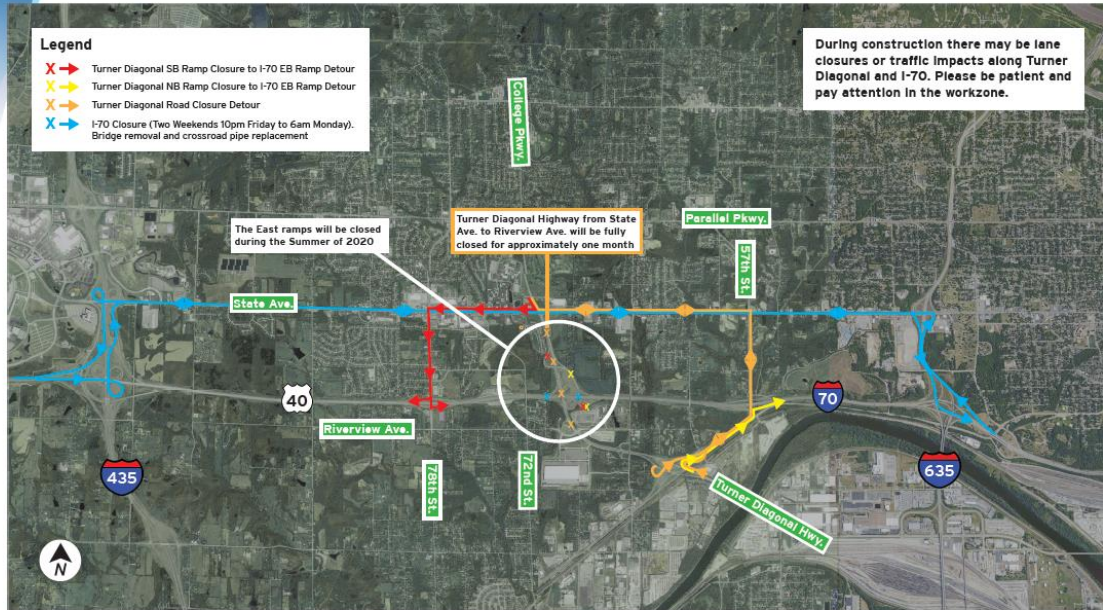 Legend
X → Turner Diagonal SB Ramp Closure to I-70 EB Ramp Detour
X → Turner Diagonal NB Ramp Closure to I-70 EB Ramp Detour
X → Turner Diagonal Road Closure Detour
X → I-70 Closure (Two Weekends 10pm Friday to 6am Monday).
Bridge removal and crossroad pipe replacement
During construction there may be lane
closures or traffic impacts along Turner
Diagonal and I-70. Please be patient and
pay attention in the workzone.
College Pkwy.
The East ramps will be closed
during the Summer of 2020
Turner Diagonal Highway from State
Ave. to Riverview Ave. will be fully
closed for approximately one month
Parallel Pkwy.
57th St.
State Ave.
40
70
Riverview Ave.
435
78th St.
72nd St.
635
Turner Diagonal Hwy.
N